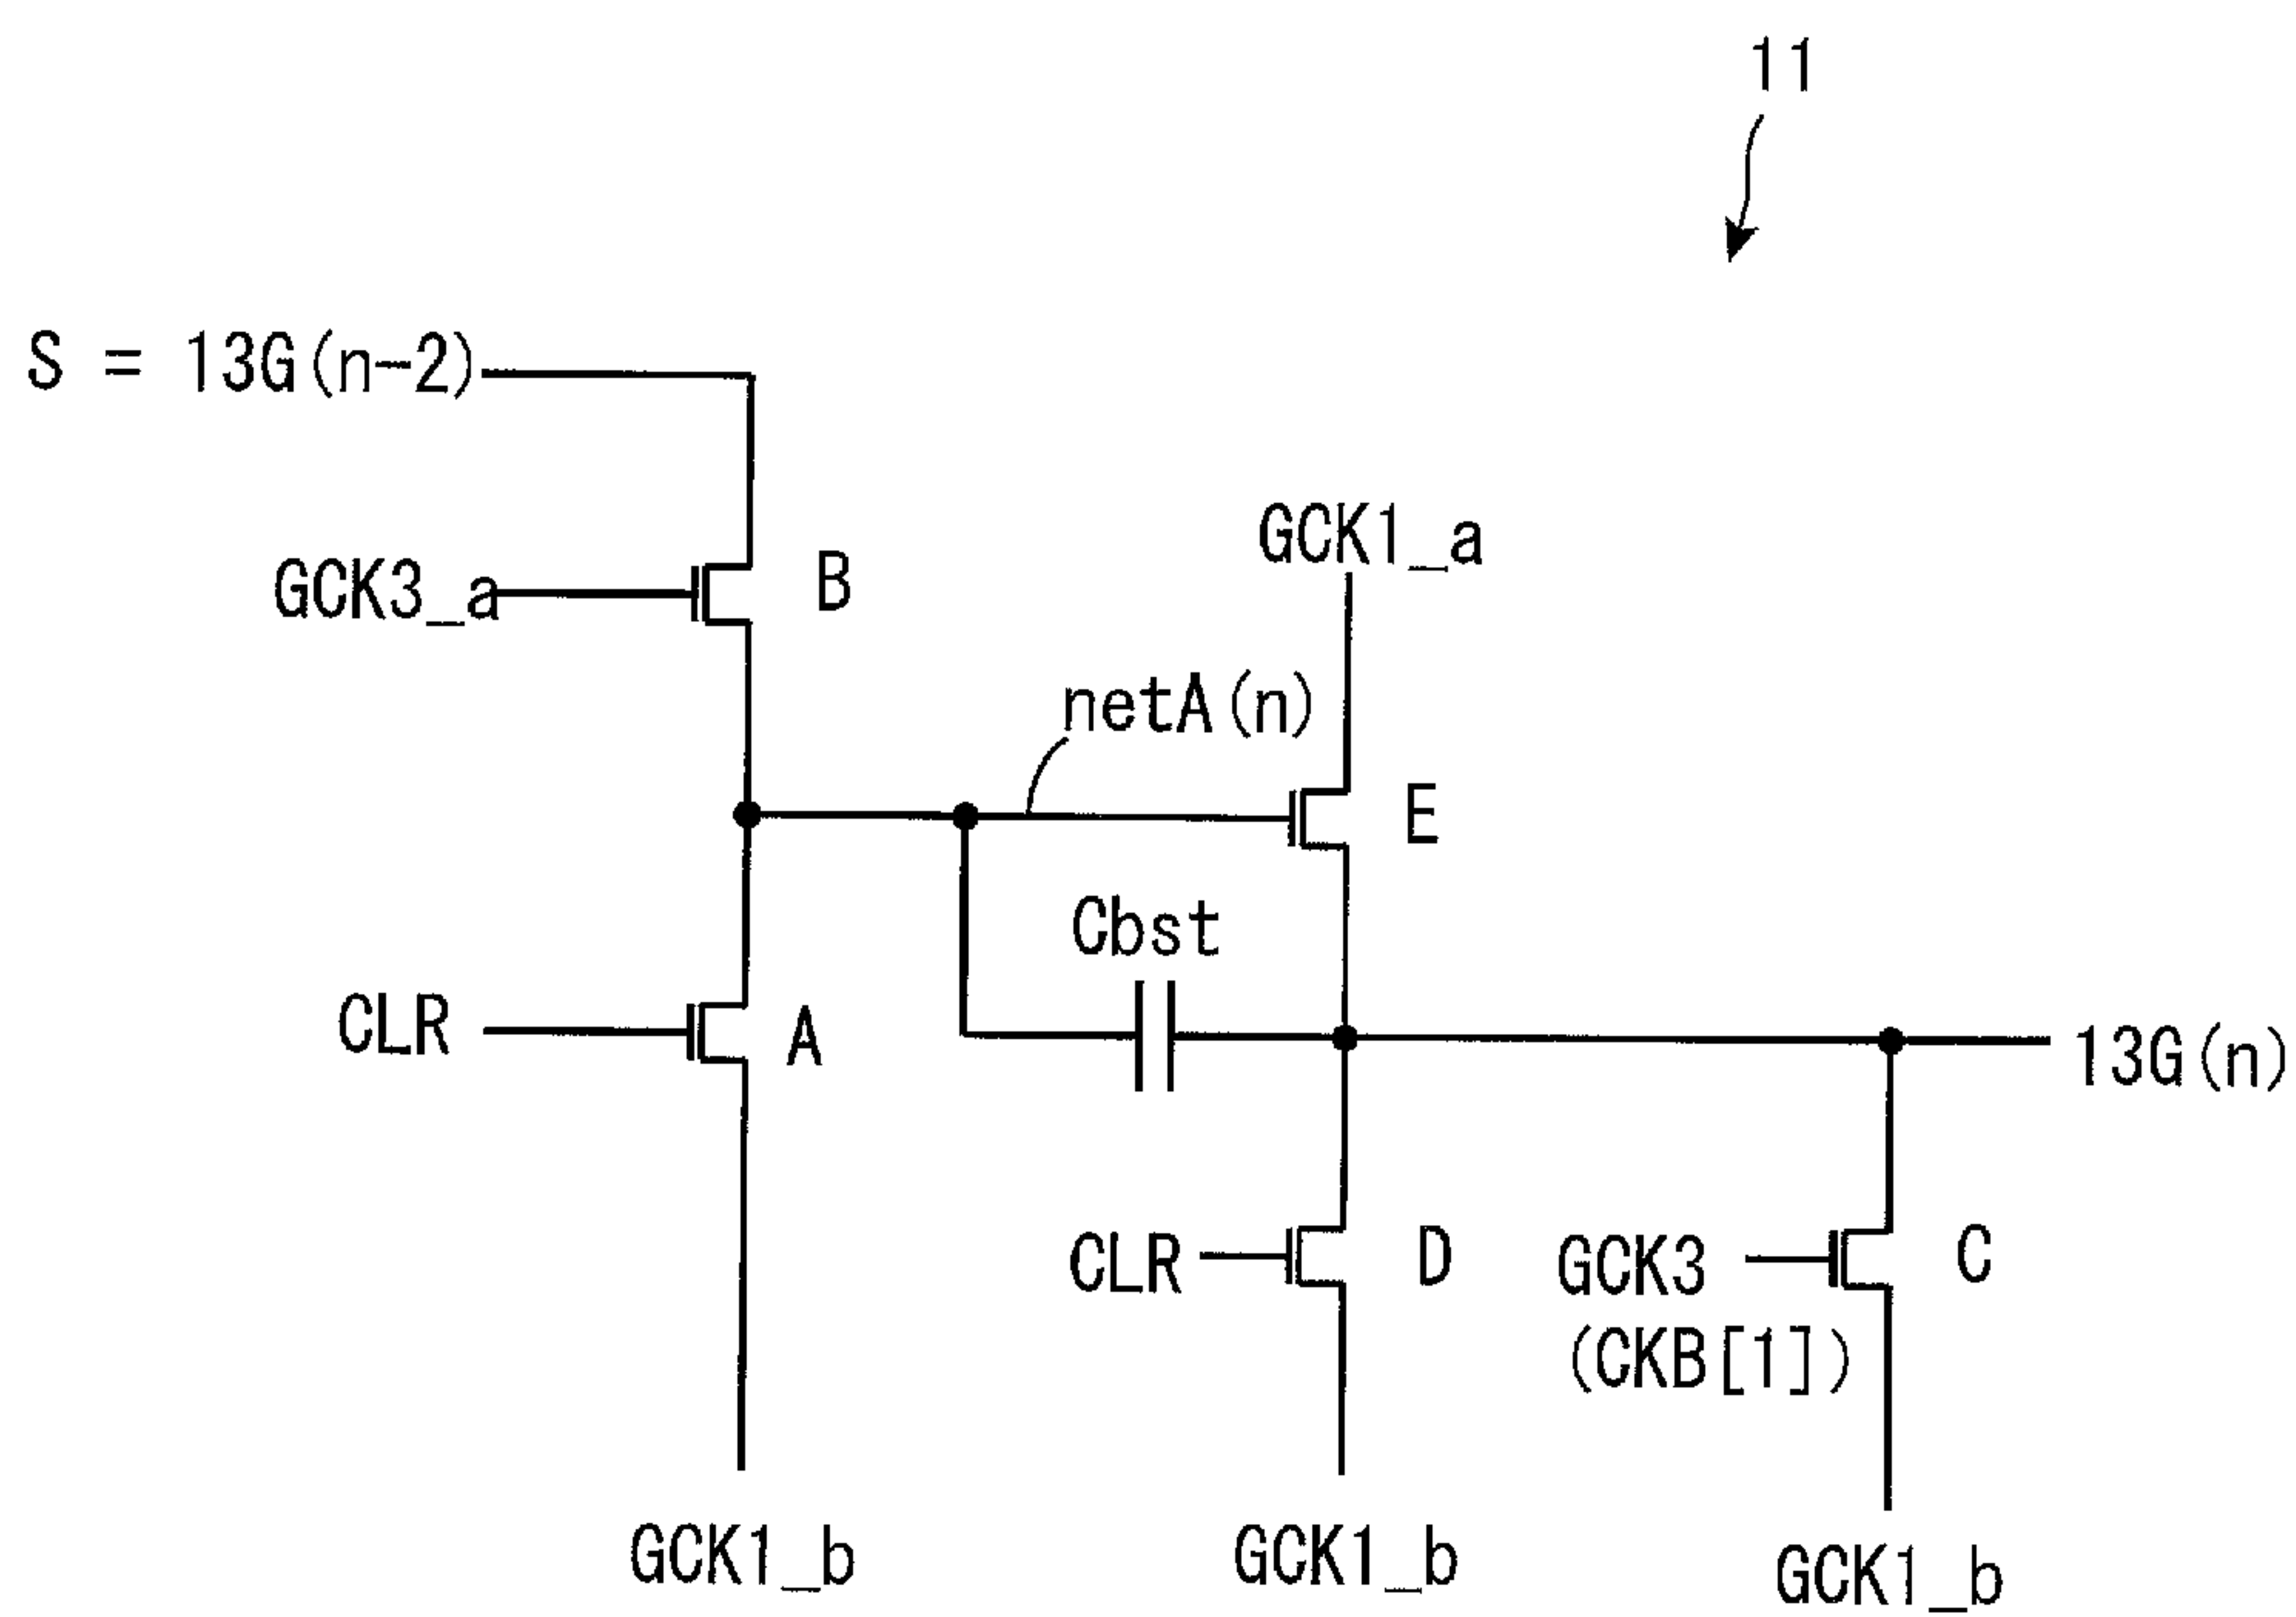 11
S = 13G(n-2)
GCK3_a
B
GCK1_a
netA(n)
E
Cbst
CLR
A
13G(n)
CLR
D
GCK3
(CKB[1])
C
GCK1_b
GCK1_b
GCK1_b